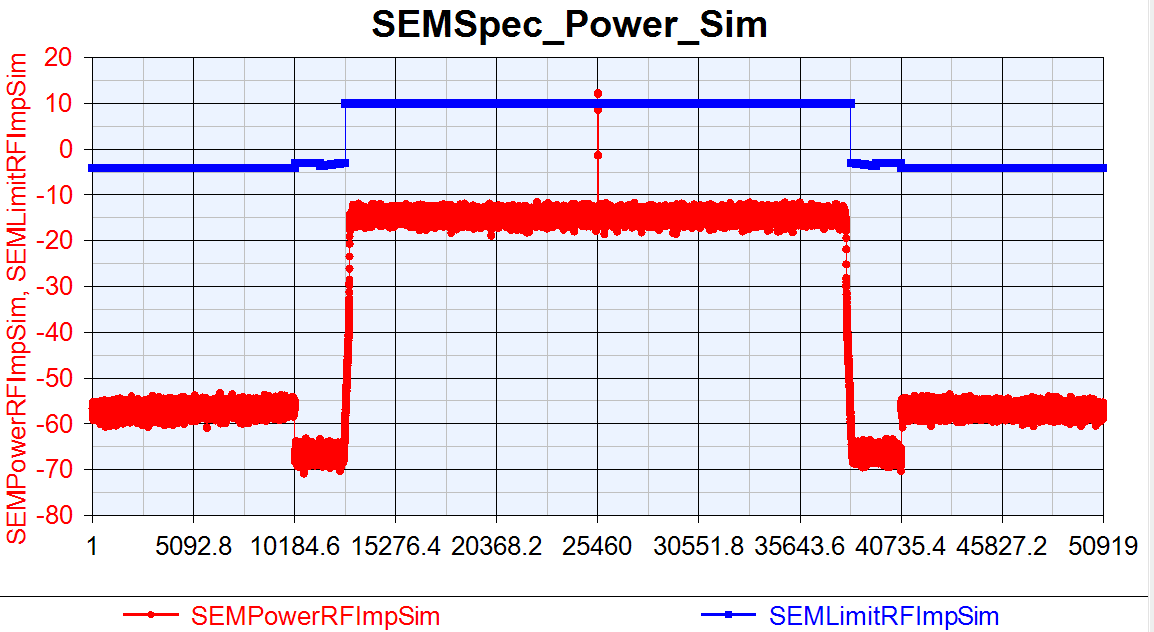 SEMSpec_Power_Sim
SEMPowerRFImpSim, SEMLimitRFImpSim
20
10
0
-10
-20
-30
-40
-50
-60
-70
-80
1 5092.8 10184.6 15276.4 20368.2 25460 30551.8 35643.6 40735.4 45827.2 50919
SEMPowerRFImpSim SEMLimitRFImpSim